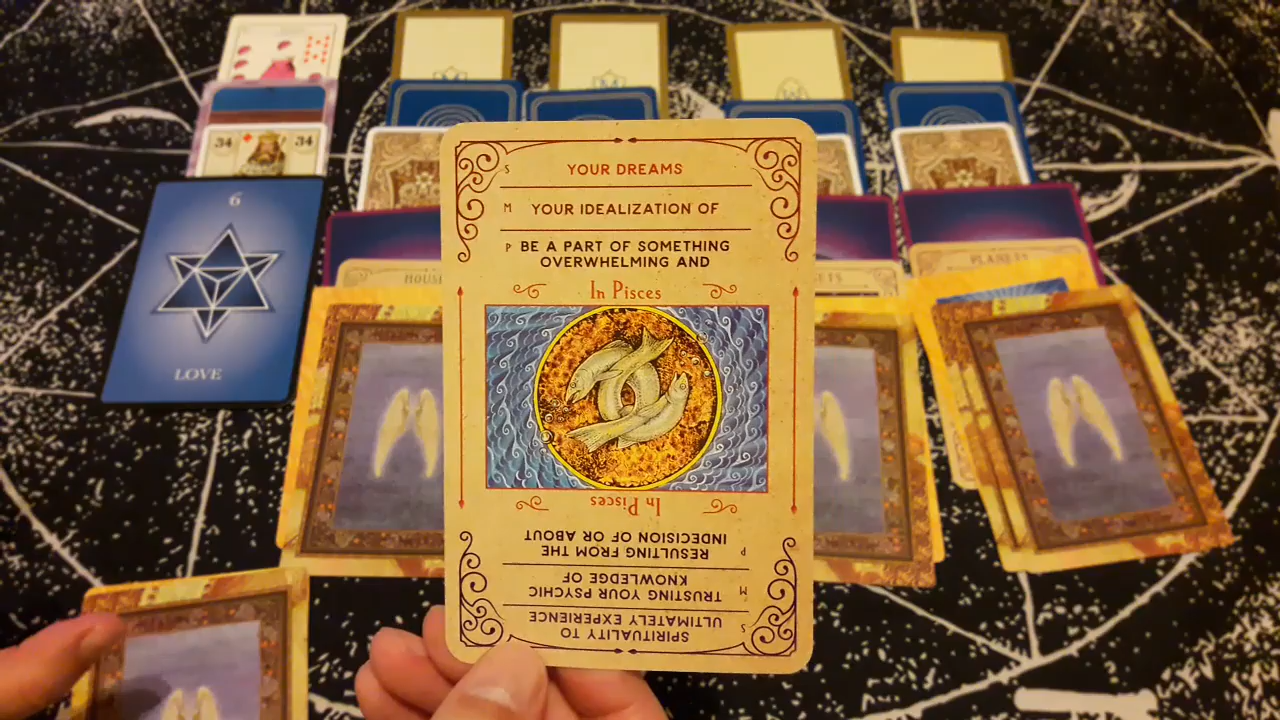 34
34
6
LOVE
HOUSE
PLANETS
S YOUR DREAMS
M YOUR IDEALIZATION OF
P BE A PART OF SOMETHING
OVERWHELMING AND
In Pisces
In Pisces
SPIRITUALITY TO
S ULTIMATELY EXPERIENCE
TRUSTING YOUR PSYCHIC
M KNOWLEDGE OF
RESULTING FROM THE
P INDECISION OF OR ABOUT